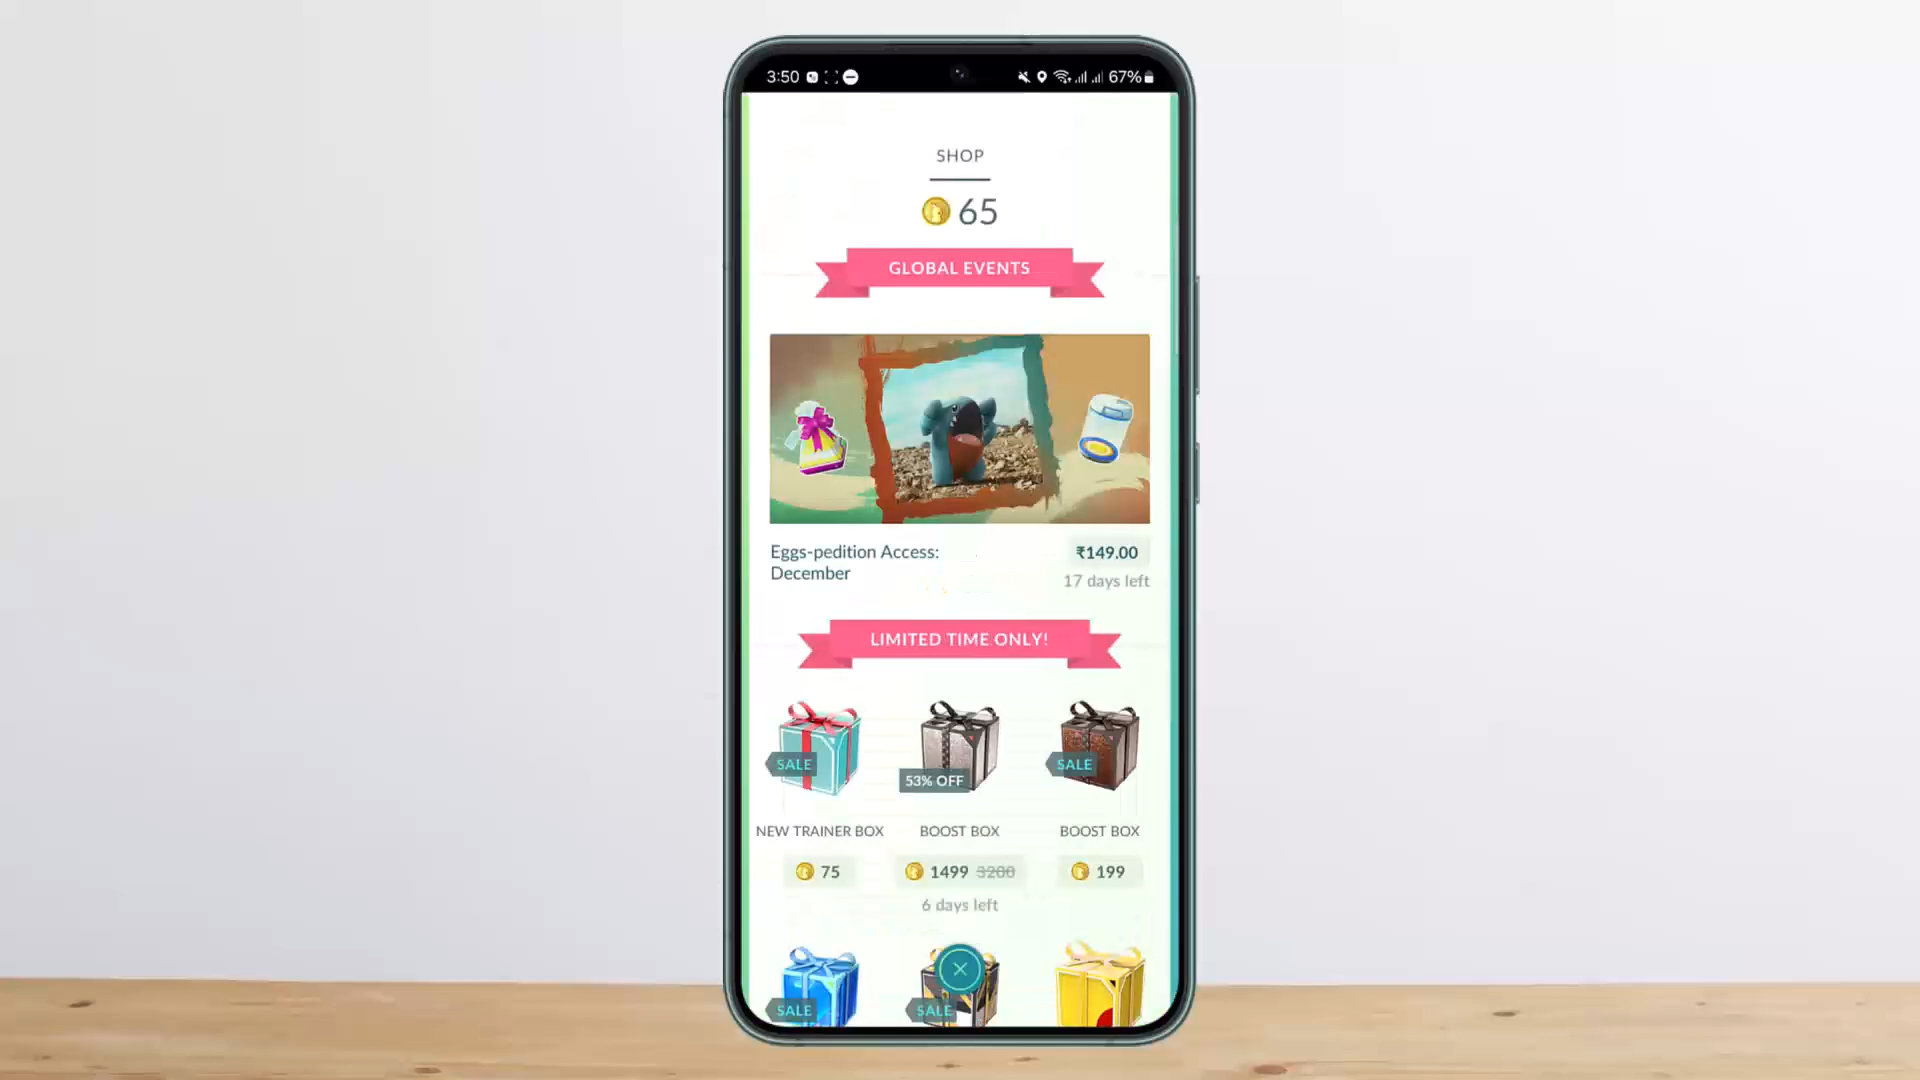 3:50
67%
SHOP
65
GLOBAL EVENTS
Eggs-pedition Access:
December
₹149.00
17 days left
LIMITED TIME ONLY!
SALE
53% OFF
SALE
NEW TRAINER BOX
BOOST BOX
BOOST BOX
75
1499 3200
199
6 days left
SALE
SALE